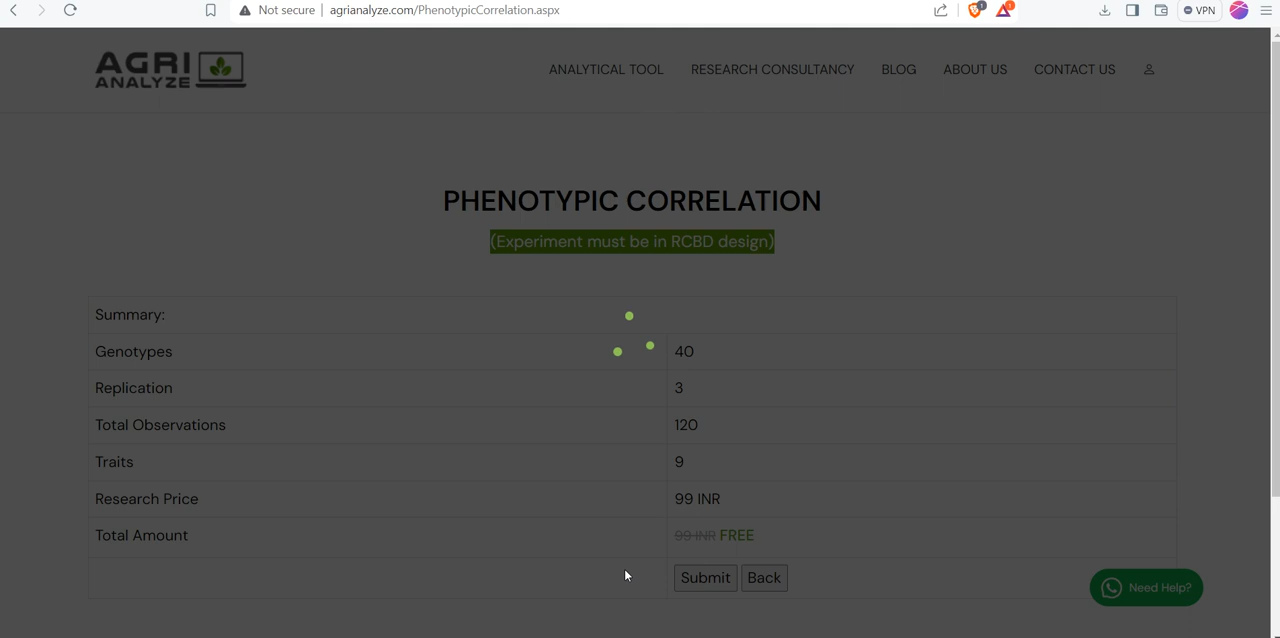 Not secure | agrianalyze.com/PhenotypicCorrelation.aspx
1
1
VPN
AGRI
ANALYZE
ANALYTICAL TOOL
RESEARCH CONSULTANCY
BLOG
ABOUT US
CONTACT US
PHENOTYPIC CORRELATION
(Experiment must be in RCBD design)
Summary:
Genotypes 40
Replication 3
Total Observations 120
Traits 9
Research Price 99 INR
Total Amount 99 INR FREE
Submit Back
Need Help?